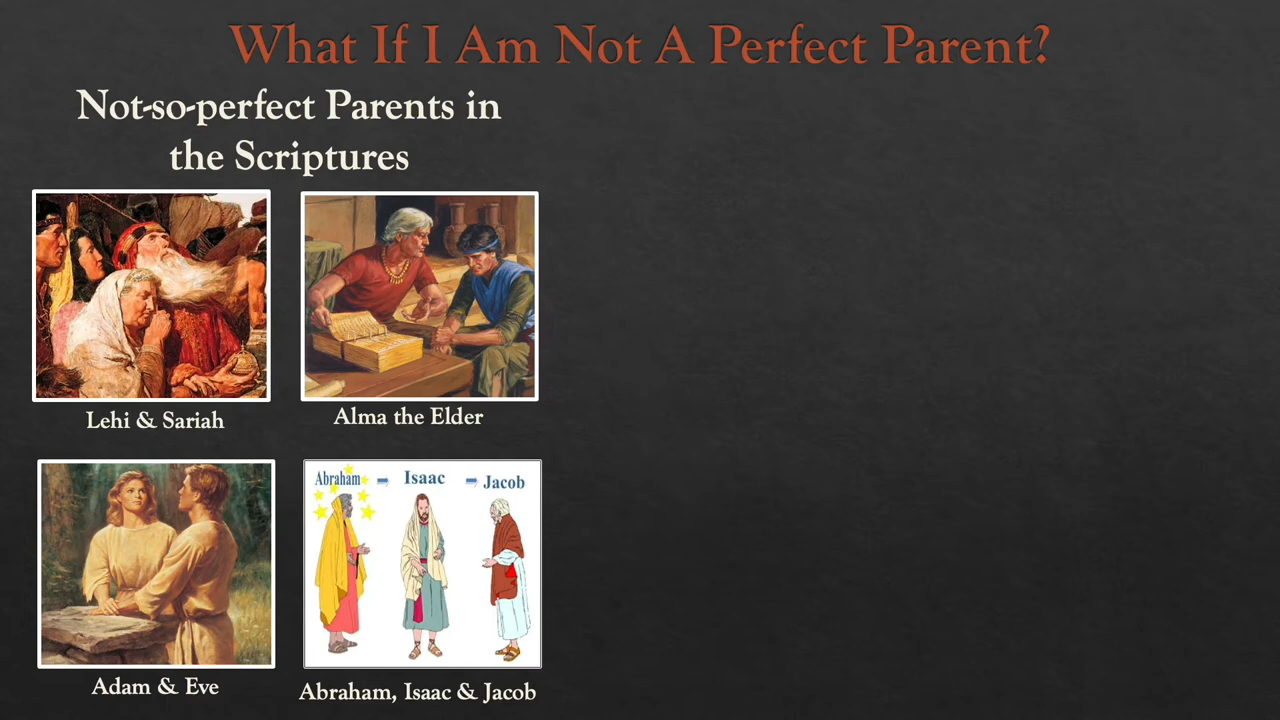 What If I Am Not A Perfect Parent?
Not-so-perfect Parents in
the Scriptures
Lehi & Sariah
Alma the Elder
Abraham
Isaac
Jacob
Adam & Eve
Abraham, Isaac & Jacob